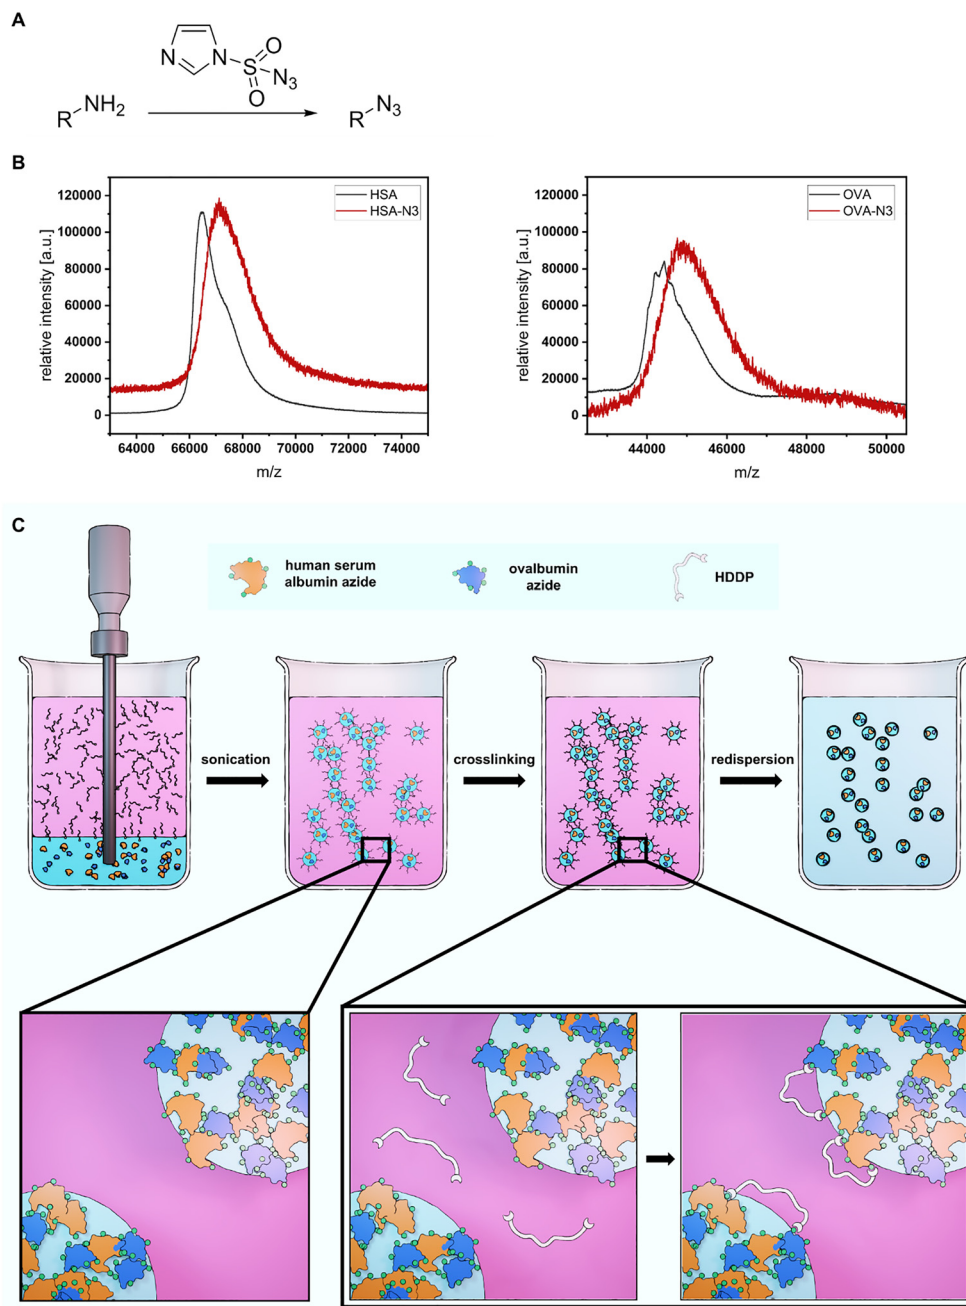 A
N
N
S
O
O
N3
R
NH2
R
N3
B
120000
100000
80000
60000
40000
20000
0
relative intensity [a.u.]
HSA
HSA-N3
64000 66000 68000 70000 72000 74000
m/z
120000
100000
80000
60000
40000
20000
0
relative intensity [a.u.]
OVA
OVA-N3
44000 46000 48000 50000
m/z
C
human serum
albumin azide
ovalbumin
azide
HDDP
sonication
crosslinking
redispersion